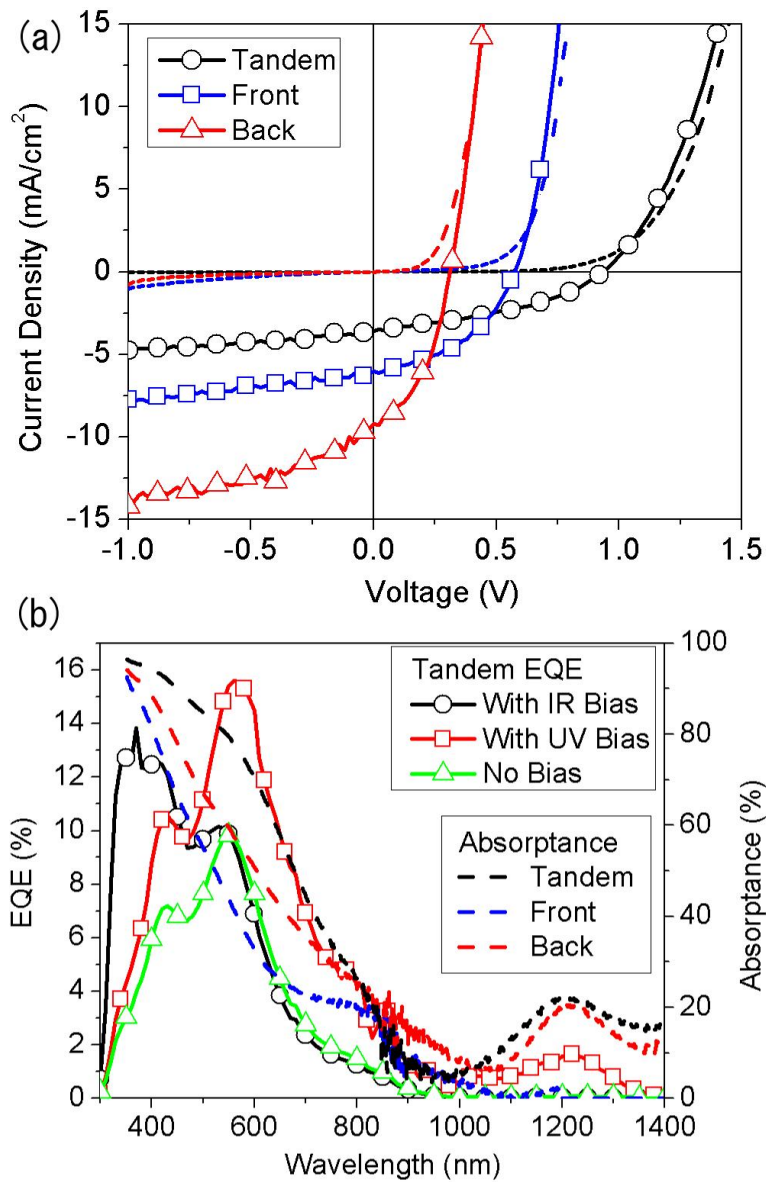 (a)
15
10
5
0
-5
-10
-15
Current Density (mA/cm²)
Tandem
Front
Back
-1.0 -0.5 0.0 0.5 1.0 1.5
Voltage (V)
(b)
16
14
12
10
8
6
4
2
0
EQE (%)
Tandem EQE
With IR Bias
With UV Bias
No Bias
Absorptance
Tandem
Front
Back
100
80
60
40
20
0
Absorptance (%)
400 600 800 1000 1200 1400
Wavelength (nm)